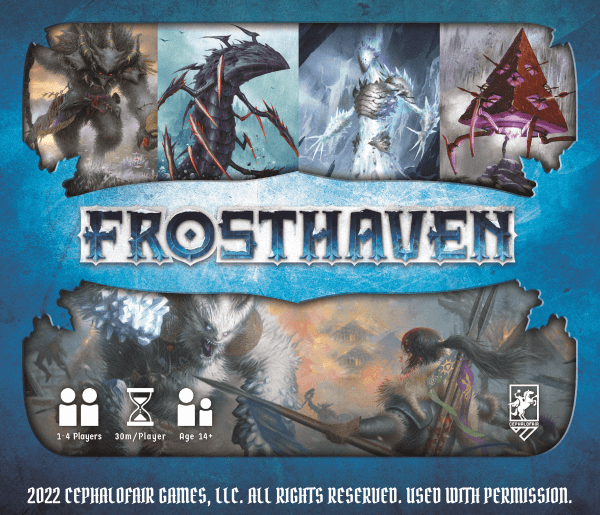 FROSTHAVEN
1-4 Players
30m/Player
Age 14+
CEPHALOFAIR
2022 CEPHALOFAIR GAMES, LLC. ALL RIGHTS RESERVED. USED WITH PERMISSION.